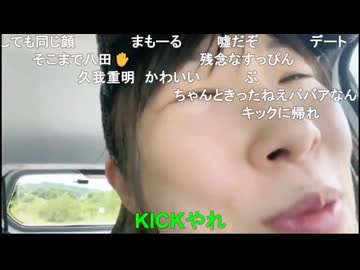 しても同じ顔 まもーる 嘘だぞ デート
そこまで八田✋ 残念なすっぴん
久我重明 かわいい ぶ
ちゃんときったねえババアなん
キックに帰れ
KICKやれ